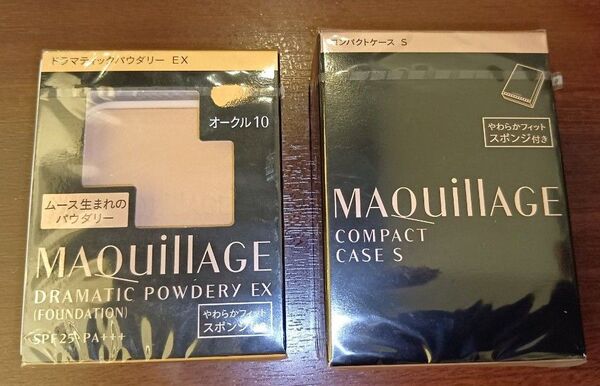 ドラマティックパウダリー EX
オークル10
ムース生まれの
パウダリー
MAQuillAGE
DRAMATIC POWDERY EX
(FOUNDATION)
SPF25・PA+++
やわらかフィット
スポンジ付き
コンパクトケース S
やわらかフィット
スポンジ付き
MAQuillAGE
COMPACT
CASE S